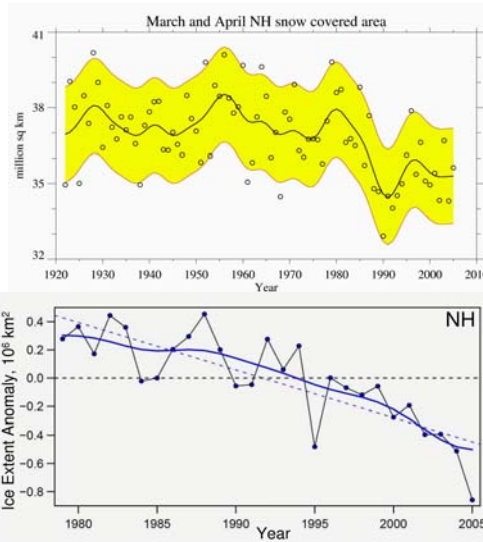 March and April NH snow covered area
41
38
35
32
million sq km
1920 1930 1940 1950 1960 1970 1980 1990 2000 2010
Year
NH
0.4
0.2
0.0
−0.2
−0.4
−0.6
−0.8
Ice Extent Anomaly, 10⁶ km²
1980 1985 1990 1995 2000 2005
Year